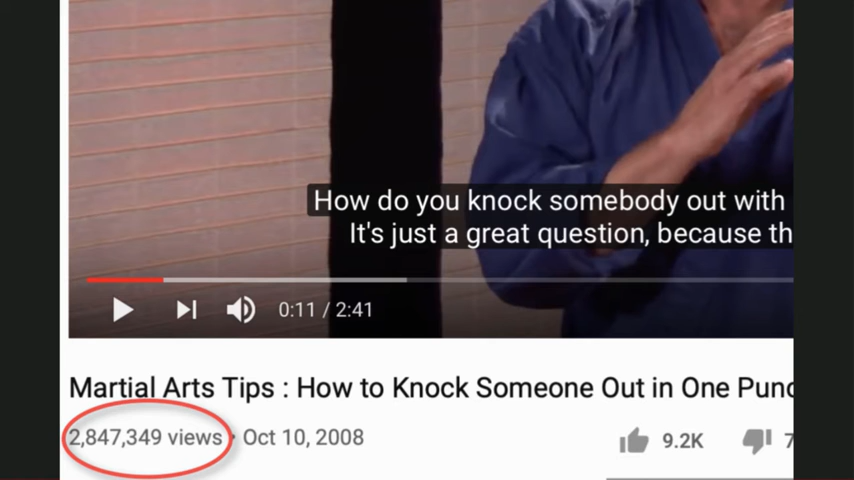 How do you knock somebody out with
It's just a great question, because th
0:11 / 2:41
Martial Arts Tips : How to Knock Someone Out in One Punc
2,847,349 views • Oct 10, 2008
9.2K
7